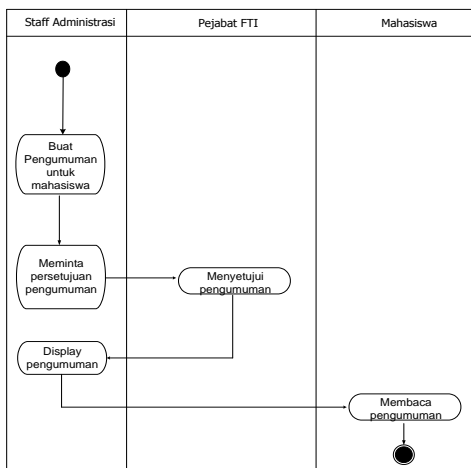 Staff Administrasi
Pejabat FTI
Mahasiswa
Buat
Pengumuman
untuk
mahasiswa
Meminta
persetujuan
pengumuman
Menyetujui
pengumuman
Display
pengumuman
Membaca
pengumuman